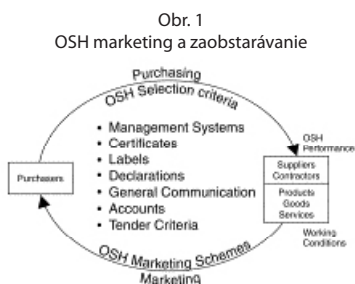 Obr. 1
OSH marketing a zaobstarávanie
Purchasing
OSH Selection criteria
• Management Systems
• Certificates
• Labels
• Declarations
• General Communication
• Accounts
• Tender Criteria
Purchasers
OSH
Performance
Suppliers
Contractors
Products
Goods
Services
Working
Conditions
OSH Marketing Schemes
Marketing